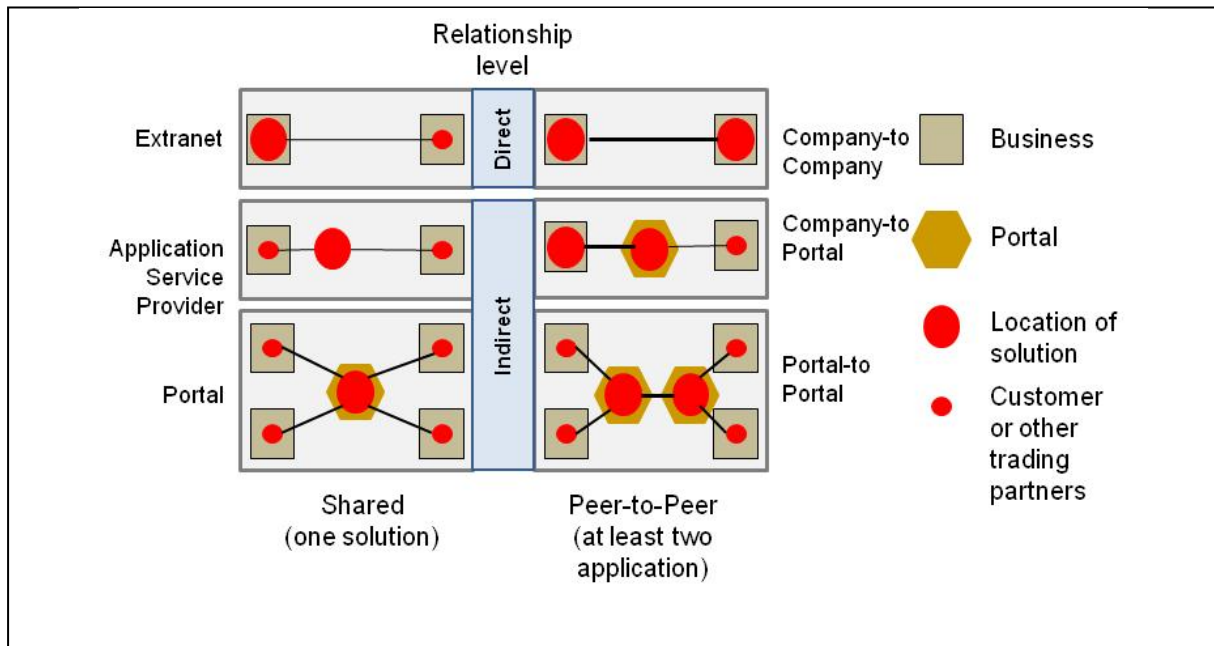 Relationship
level
Extranet
Direct
Company-to
Company
Business
Application
Service
Provider
Company-to
Portal
Portal
Indirect
Portal
Portal-to
Portal
Location of
solution
Customer
or other
trading
partners
Shared
(one solution)
Peer-to-Peer
(at least two
application)